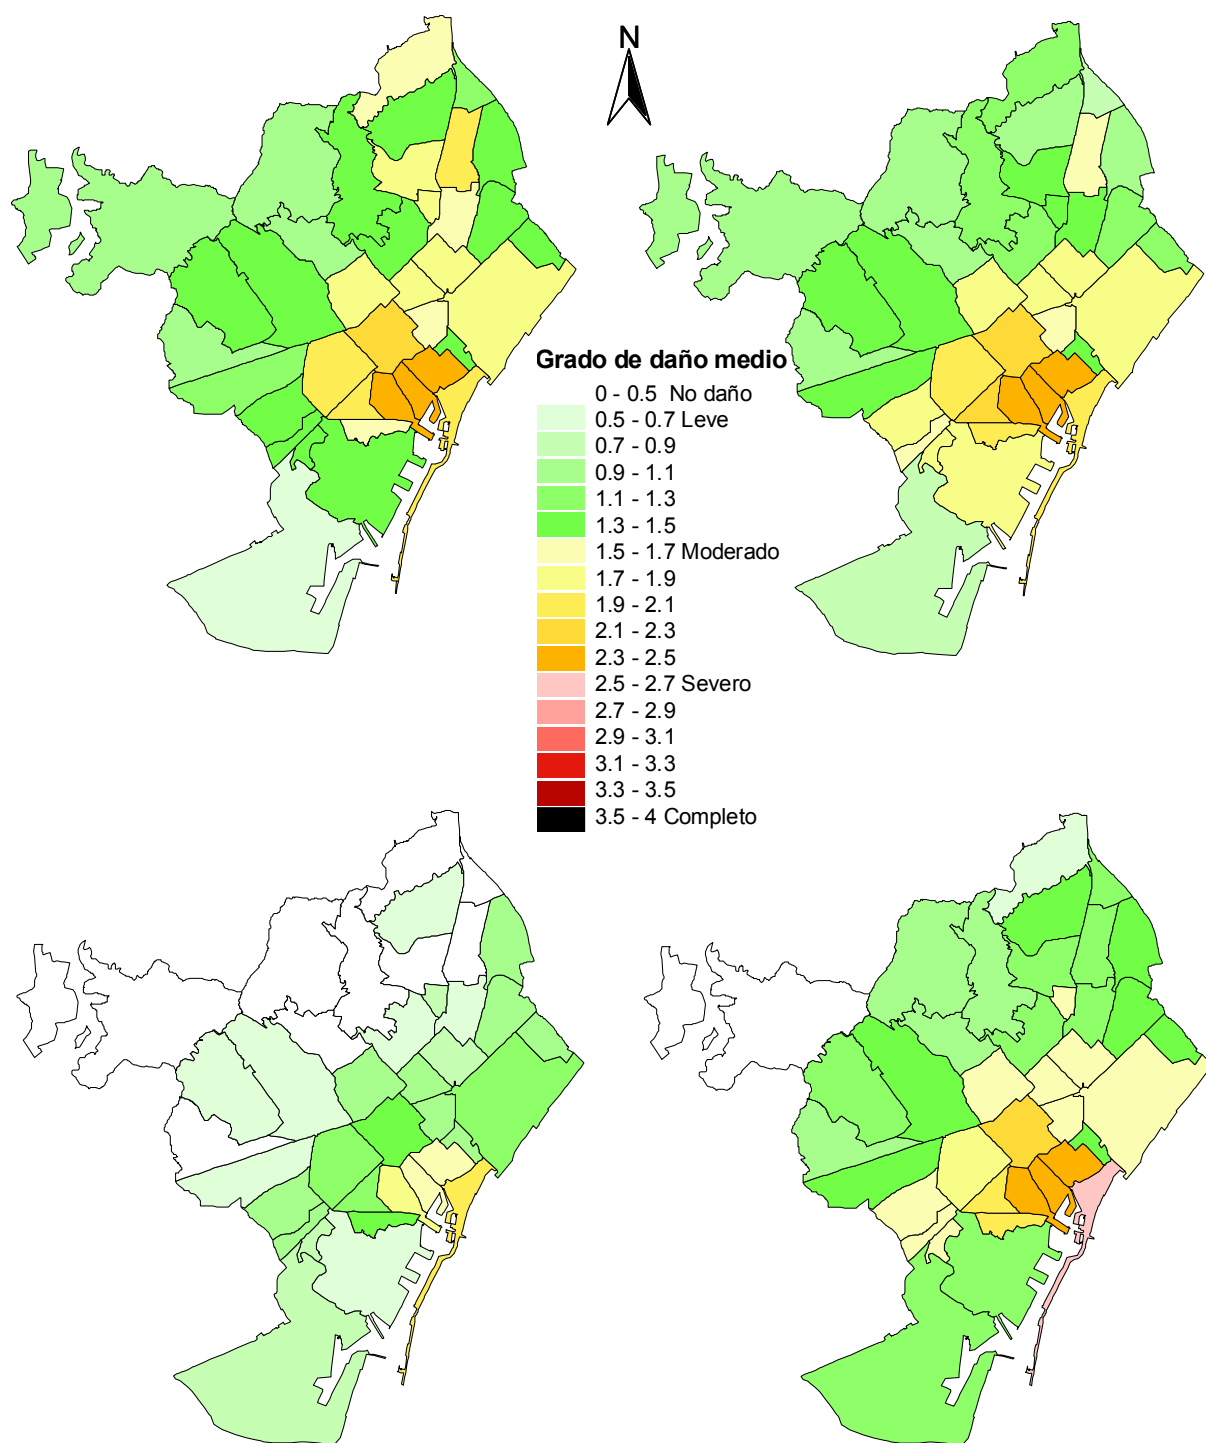 N
Grado de daño medio
0 - 0.5 No daño
0.5 - 0.7 Leve
0.7 - 0.9
0.9 - 1.1
1.1 - 1.3
1.3 - 1.5
1.5 - 1.7 Moderado
1.7 - 1.9
1.9 - 2.1
2.1 - 2.3
2.3 - 2.5
2.5 - 2.7 Severo
2.7 - 2.9
2.9 - 3.1
3.1 - 3.3
3.3 - 3.5
3.5 - 4 Completo